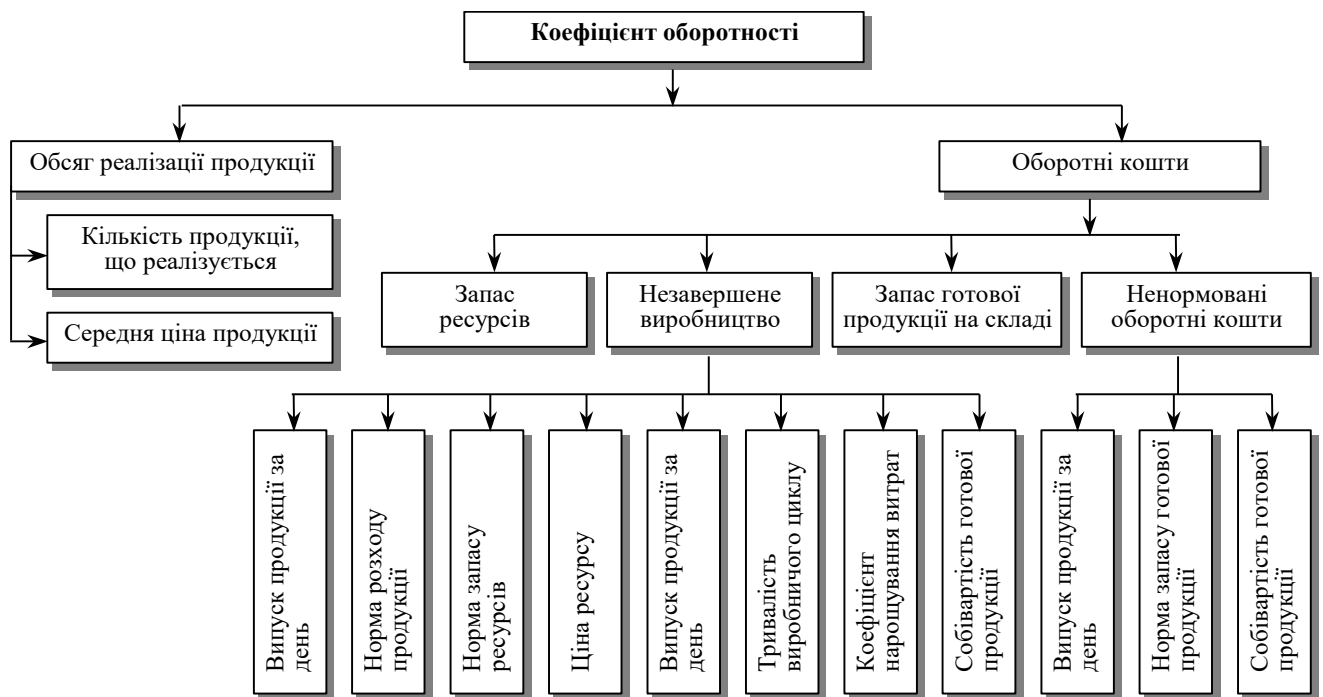 Коефіцієнт оборотності
Обсяг реалізації продукції
Оборотні кошти
Кількість продукції,
що реалізується
Середня ціна продукції
Запас
ресурсів
Незавершене
виробництво
Запас готової
продукції на складі
Ненормовані
оборотні кошти
Випуск продукції за
день
Норма розходу
продукції
Норма запасу
ресурсів
Ціна ресурсу
Випуск продукції за
день
Тривалість
виробничого циклу
Коефіцієнт
нарощування витрат
Собівартість готової
продукції
Випуск продукції за
день
Норма запасу готової
продукції
Собівартість готової
продукції